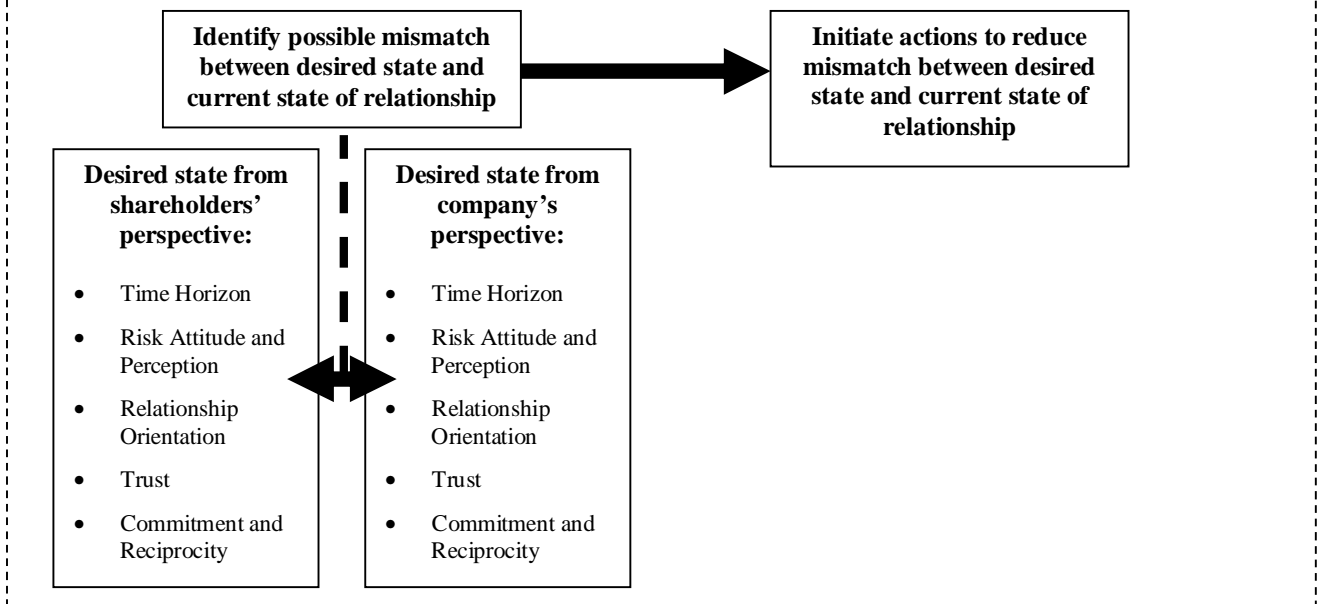 Identify possible mismatch
between desired state and
current state of relationship
Initiate actions to reduce
mismatch between desired
state and current state of
relationship
Desired state from
shareholders’
perspective:
• Time Horizon
• Risk Attitude and
Perception
• Relationship
Orientation
• Trust
• Commitment and
Reciprocity
Desired state from
company’s
perspective:
• Time Horizon
• Risk Attitude and
Perception
• Relationship
Orientation
• Trust
• Commitment and
Reciprocity